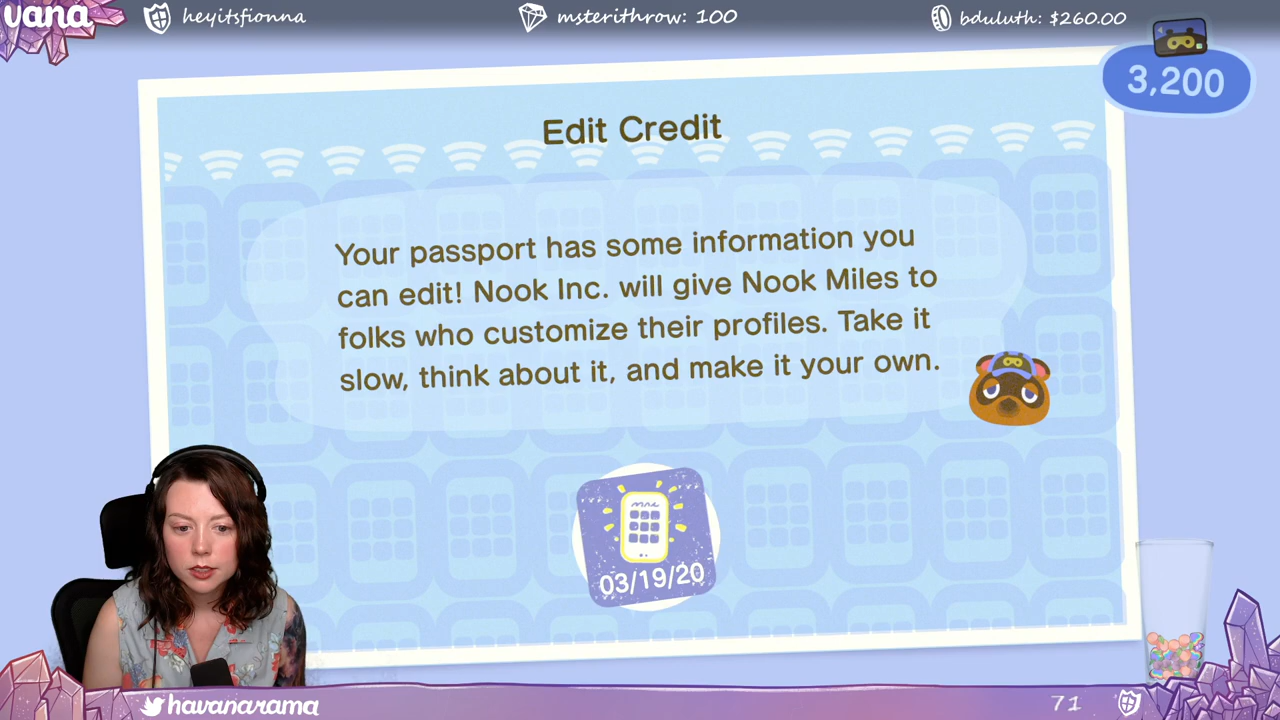 vana
heyitsfionna
msterithrow: 100
bduluth: $260.00
3,200
Edit Credit
Your passport has some information you
can edit! Nook Inc. will give Nook Miles to
folks who customize their profiles. Take it
slow, think about it, and make it your own.
03/19/20
havanarama
71